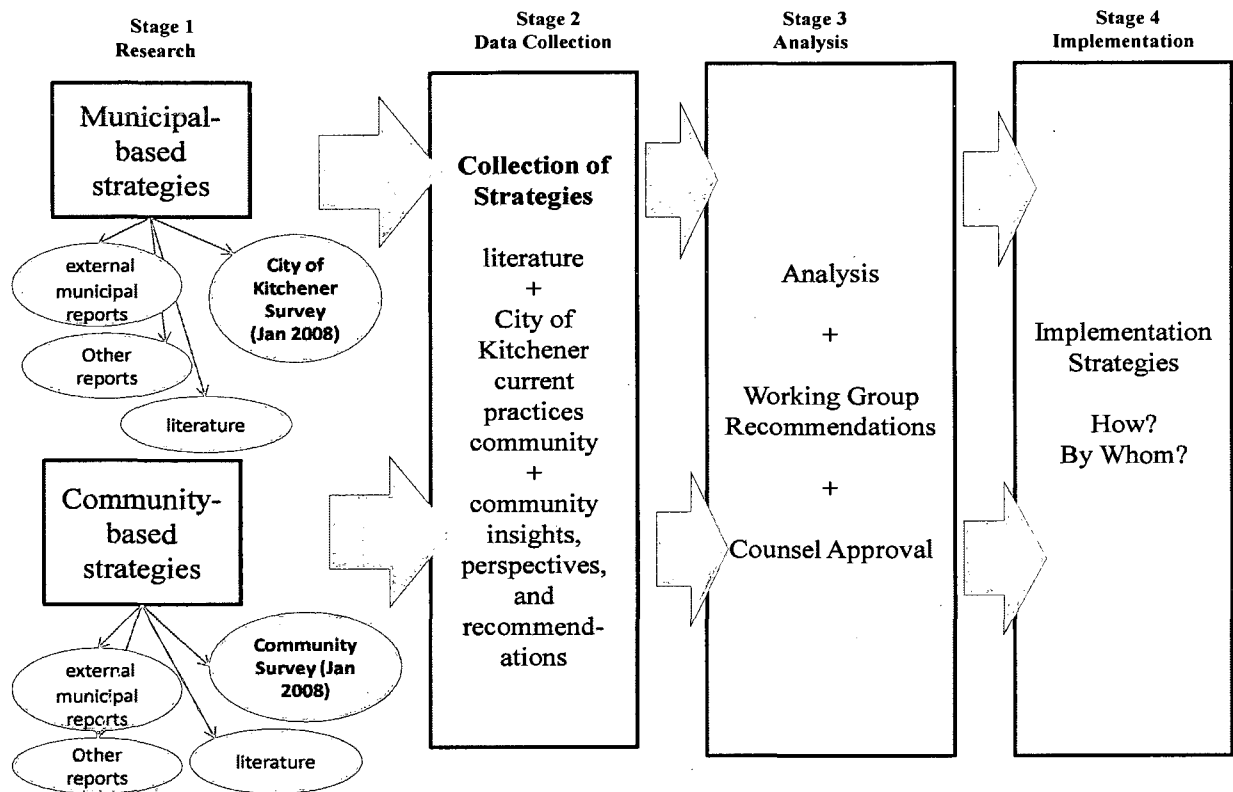 Stage 1
Research
Municipal-
based
strategies
external
municipal
reports
City of
Kitchener
Survey
(Jan 2008)
Other
reports
literature
Community-
based
strategies
external
municipal
reports
Community
Survey (Jan
2008)
Other
reports
literature
Stage 2
Data Collection
Collection of
Strategies
literature
+
City of
Kitchener
current
practices
community
+
community
insights,
perspectives,
and
recommend-
ations
Stage 3
Analysis
Analysis
+
Working Group
Recommendations
+
Counsel Approval
Stage 4
Implementation
Implementation
Strategies
How?
By Whom?